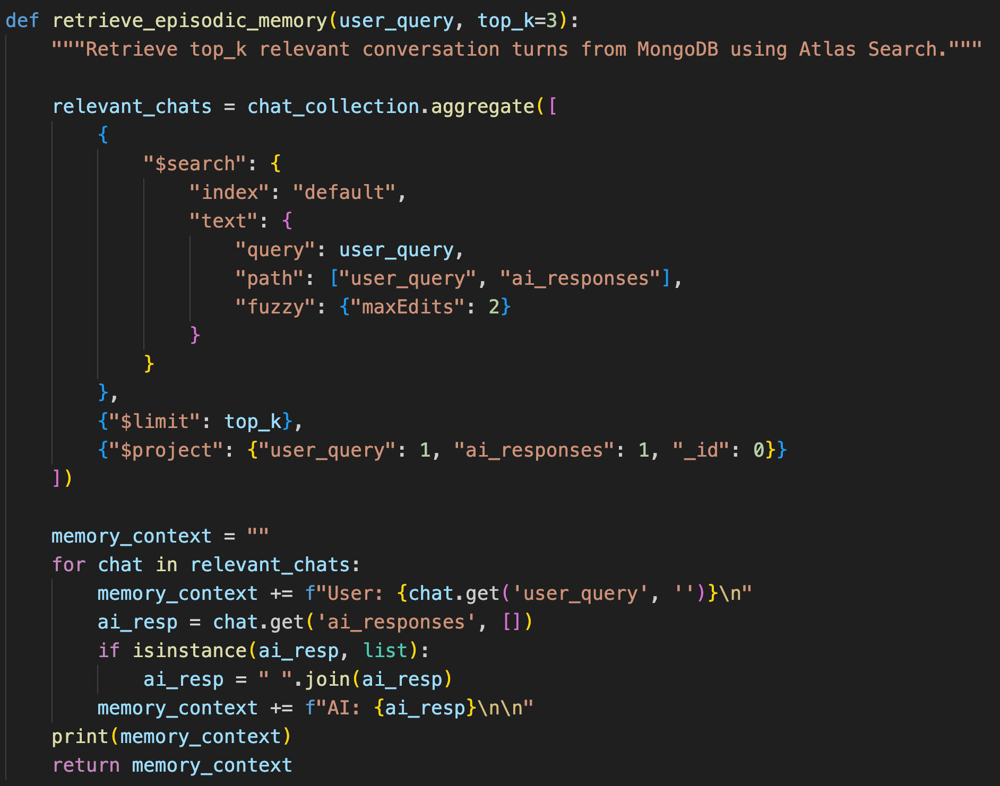 def retrieve_episodic_memory(user_query, top_k=3):
    """Retrieve top_k relevant conversation turns from MongoDB using Atlas Search."""

    relevant_chats = chat_collection.aggregate([
        {
            "$search": {
                "index": "default",
                "text": {
                    "query": user_query,
                    "path": ["user_query", "ai_responses"],
                    "fuzzy": {"maxEdits": 2}
                }
            }
        },
        {"$limit": top_k},
        {"$project": {"user_query": 1, "ai_responses": 1, "_id": 0}}
    ])

    memory_context = ""
    for chat in relevant_chats:
        memory_context += f"User: {chat.get('user_query', '')}\n"
        ai_resp = chat.get('ai_responses', [])
        if isinstance(ai_resp, list):
            ai_resp = " ".join(ai_resp)
        memory_context += f"AI: {ai_resp}\n\n"
    print(memory_context)
    return memory_context